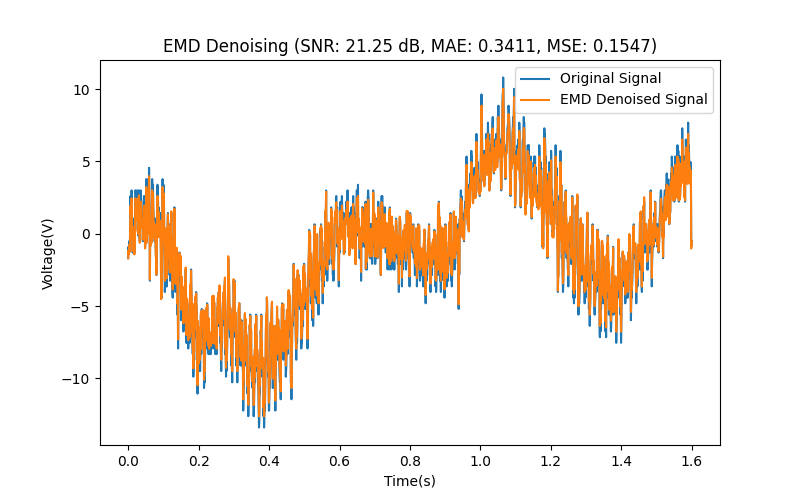 EMD Denoising (SNR: 21.25 dB, MAE: 0.3411, MSE: 0.1547)
Original Signal
EMD Denoised Signal
10
5
0
−5
−10
Voltage(V)
0.0 0.2 0.4 0.6 0.8 1.0 1.2 1.4 1.6
Time(s)